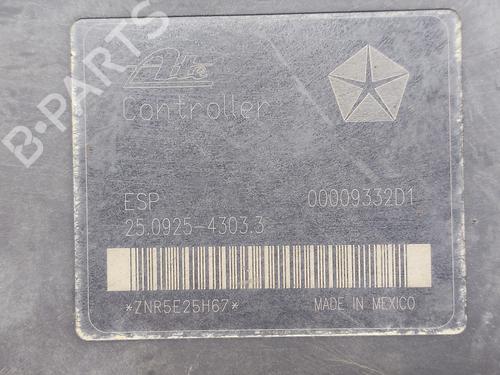 B-PARTS
Ate
Controller
ESP 00009332D1
25.0925-4303.3
*ZNR5E25H67* MADE IN MEXICO